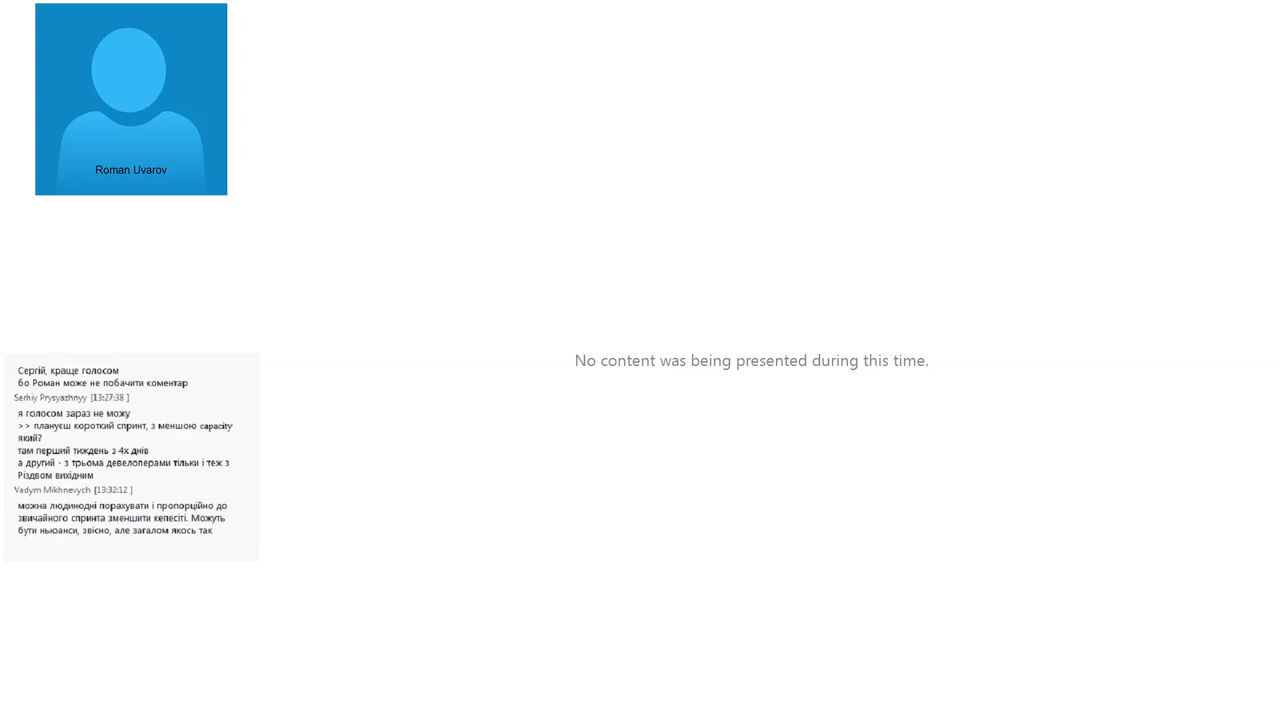 Roman Uvarov
No content was being presented during this time.
Сергій, краще голосом
бо Роман може не побачити коментар
Serhiy Prysyazhnyy [13:27:38 ]
я голосом зараз не можу
>> плануєш короткий спринт, з меншою capacity
який?
там перший тиждень з 4х днів
а другий - з трьома девелоперами тільки і теж з
Різдвом вихідним
Vadym Mikhnevych [13:32:12 ]
можна людинодні порахувати і пропорційно до
звичайного спринта зменшити кепесіті. Можуть
бути ньюанси, звісно, але загалом якось так